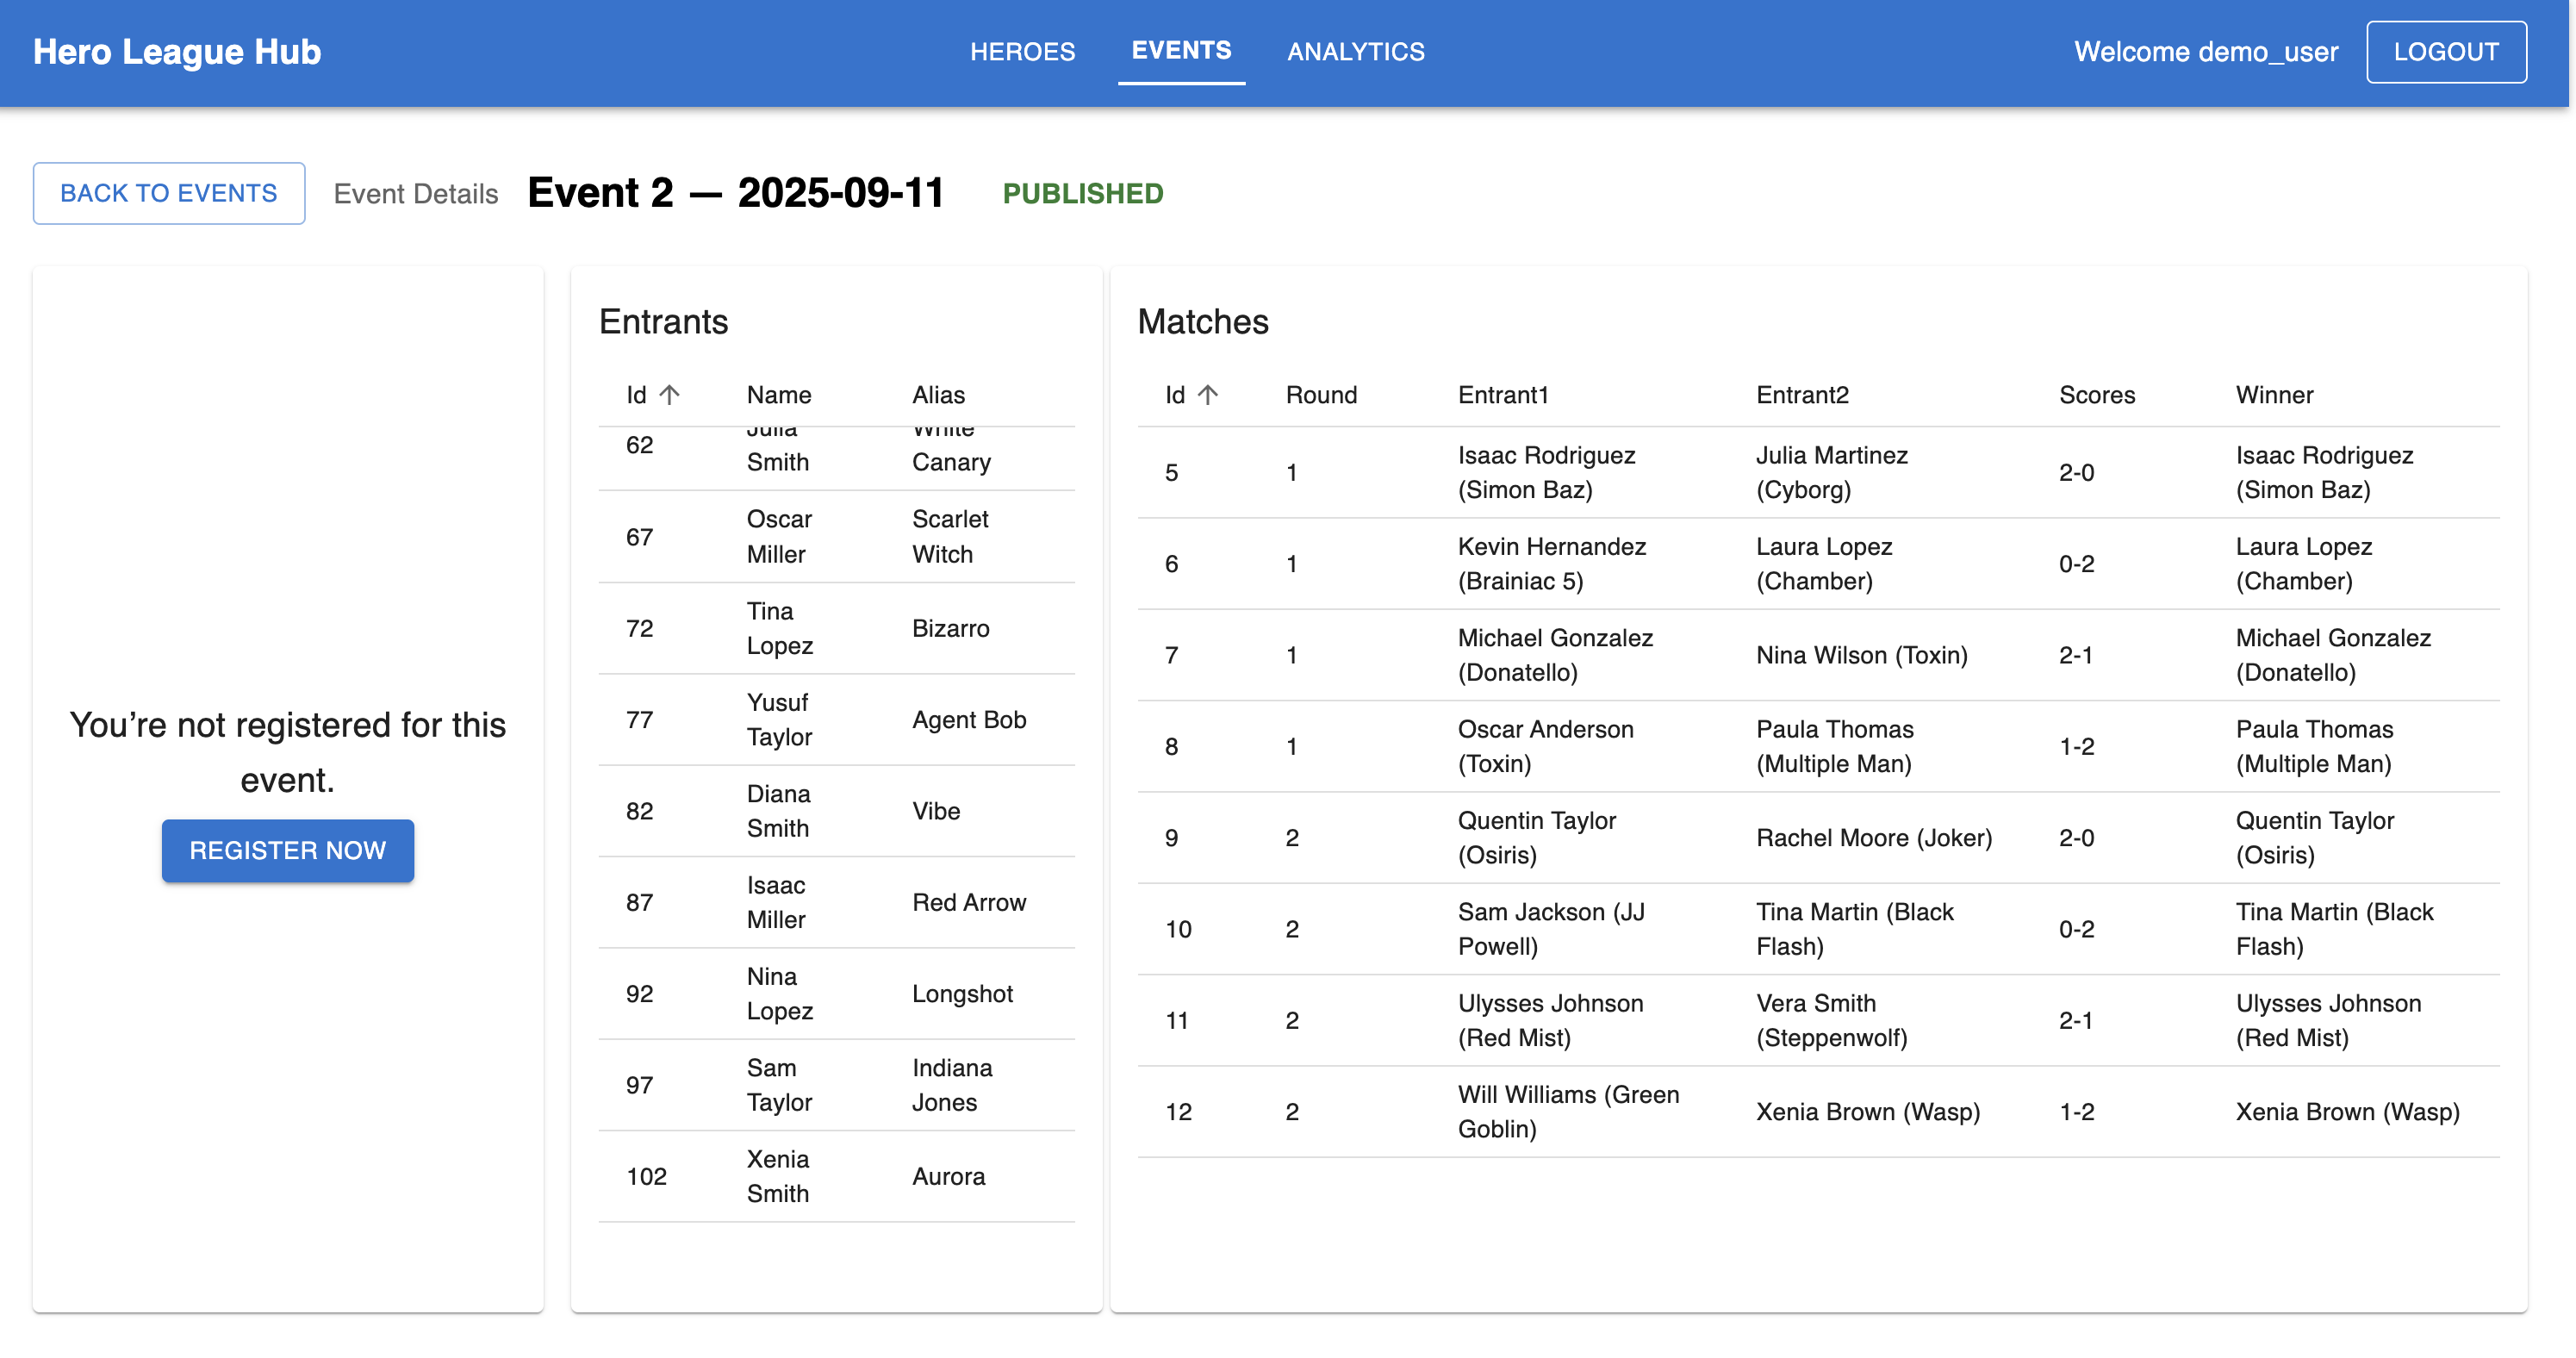 Hero League Hub
HEROES
EVENTS
ANALYTICS
Welcome demo_user
LOGOUT
BACK TO EVENTS
Event Details
Event 2 — 2025-09-11
PUBLISHED
You’re not registered for this
event.
REGISTER NOW
Entrants
Id Name Alias
Julia White
62
Smith Canary
Oscar Scarlet
67
Miller Witch
Tina
72 Bizarro
Lopez
Yusuf
77 Agent Bob
Taylor
Diana
82 Vibe
Smith
Isaac
87 Red Arrow
Miller
Nina
92 Longshot
Lopez
Sam Indiana
97
Taylor Jones
Xenia
102 Aurora
Smith
Matches
Id Round Entrant1 Entrant2 Scores Winner
Isaac Rodriguez Julia Martinez Isaac Rodriguez
5 1 2-0
(Simon Baz) (Cyborg) (Simon Baz)
Kevin Hernandez Laura Lopez Laura Lopez
6 1 0-2
(Brainiac 5) (Chamber) (Chamber)
Michael Gonzalez Michael Gonzalez
7 1 Nina Wilson (Toxin) 2-1
(Donatello) (Donatello)
Oscar Anderson Paula Thomas Paula Thomas
8 1 1-2
(Toxin) (Multiple Man) (Multiple Man)
Quentin Taylor Quentin Taylor
9 2 Rachel Moore (Joker) 2-0
(Osiris) (Osiris)
Sam Jackson (JJ Tina Martin (Black Tina Martin (Black
10 2 0-2
Powell) Flash) Flash)
Ulysses Johnson Vera Smith Ulysses Johnson
11 2 2-1
(Red Mist) (Steppenwolf) (Red Mist)
Will Williams (Green
12 2 Xenia Brown (Wasp) 1-2 Xenia Brown (Wasp)
Goblin)